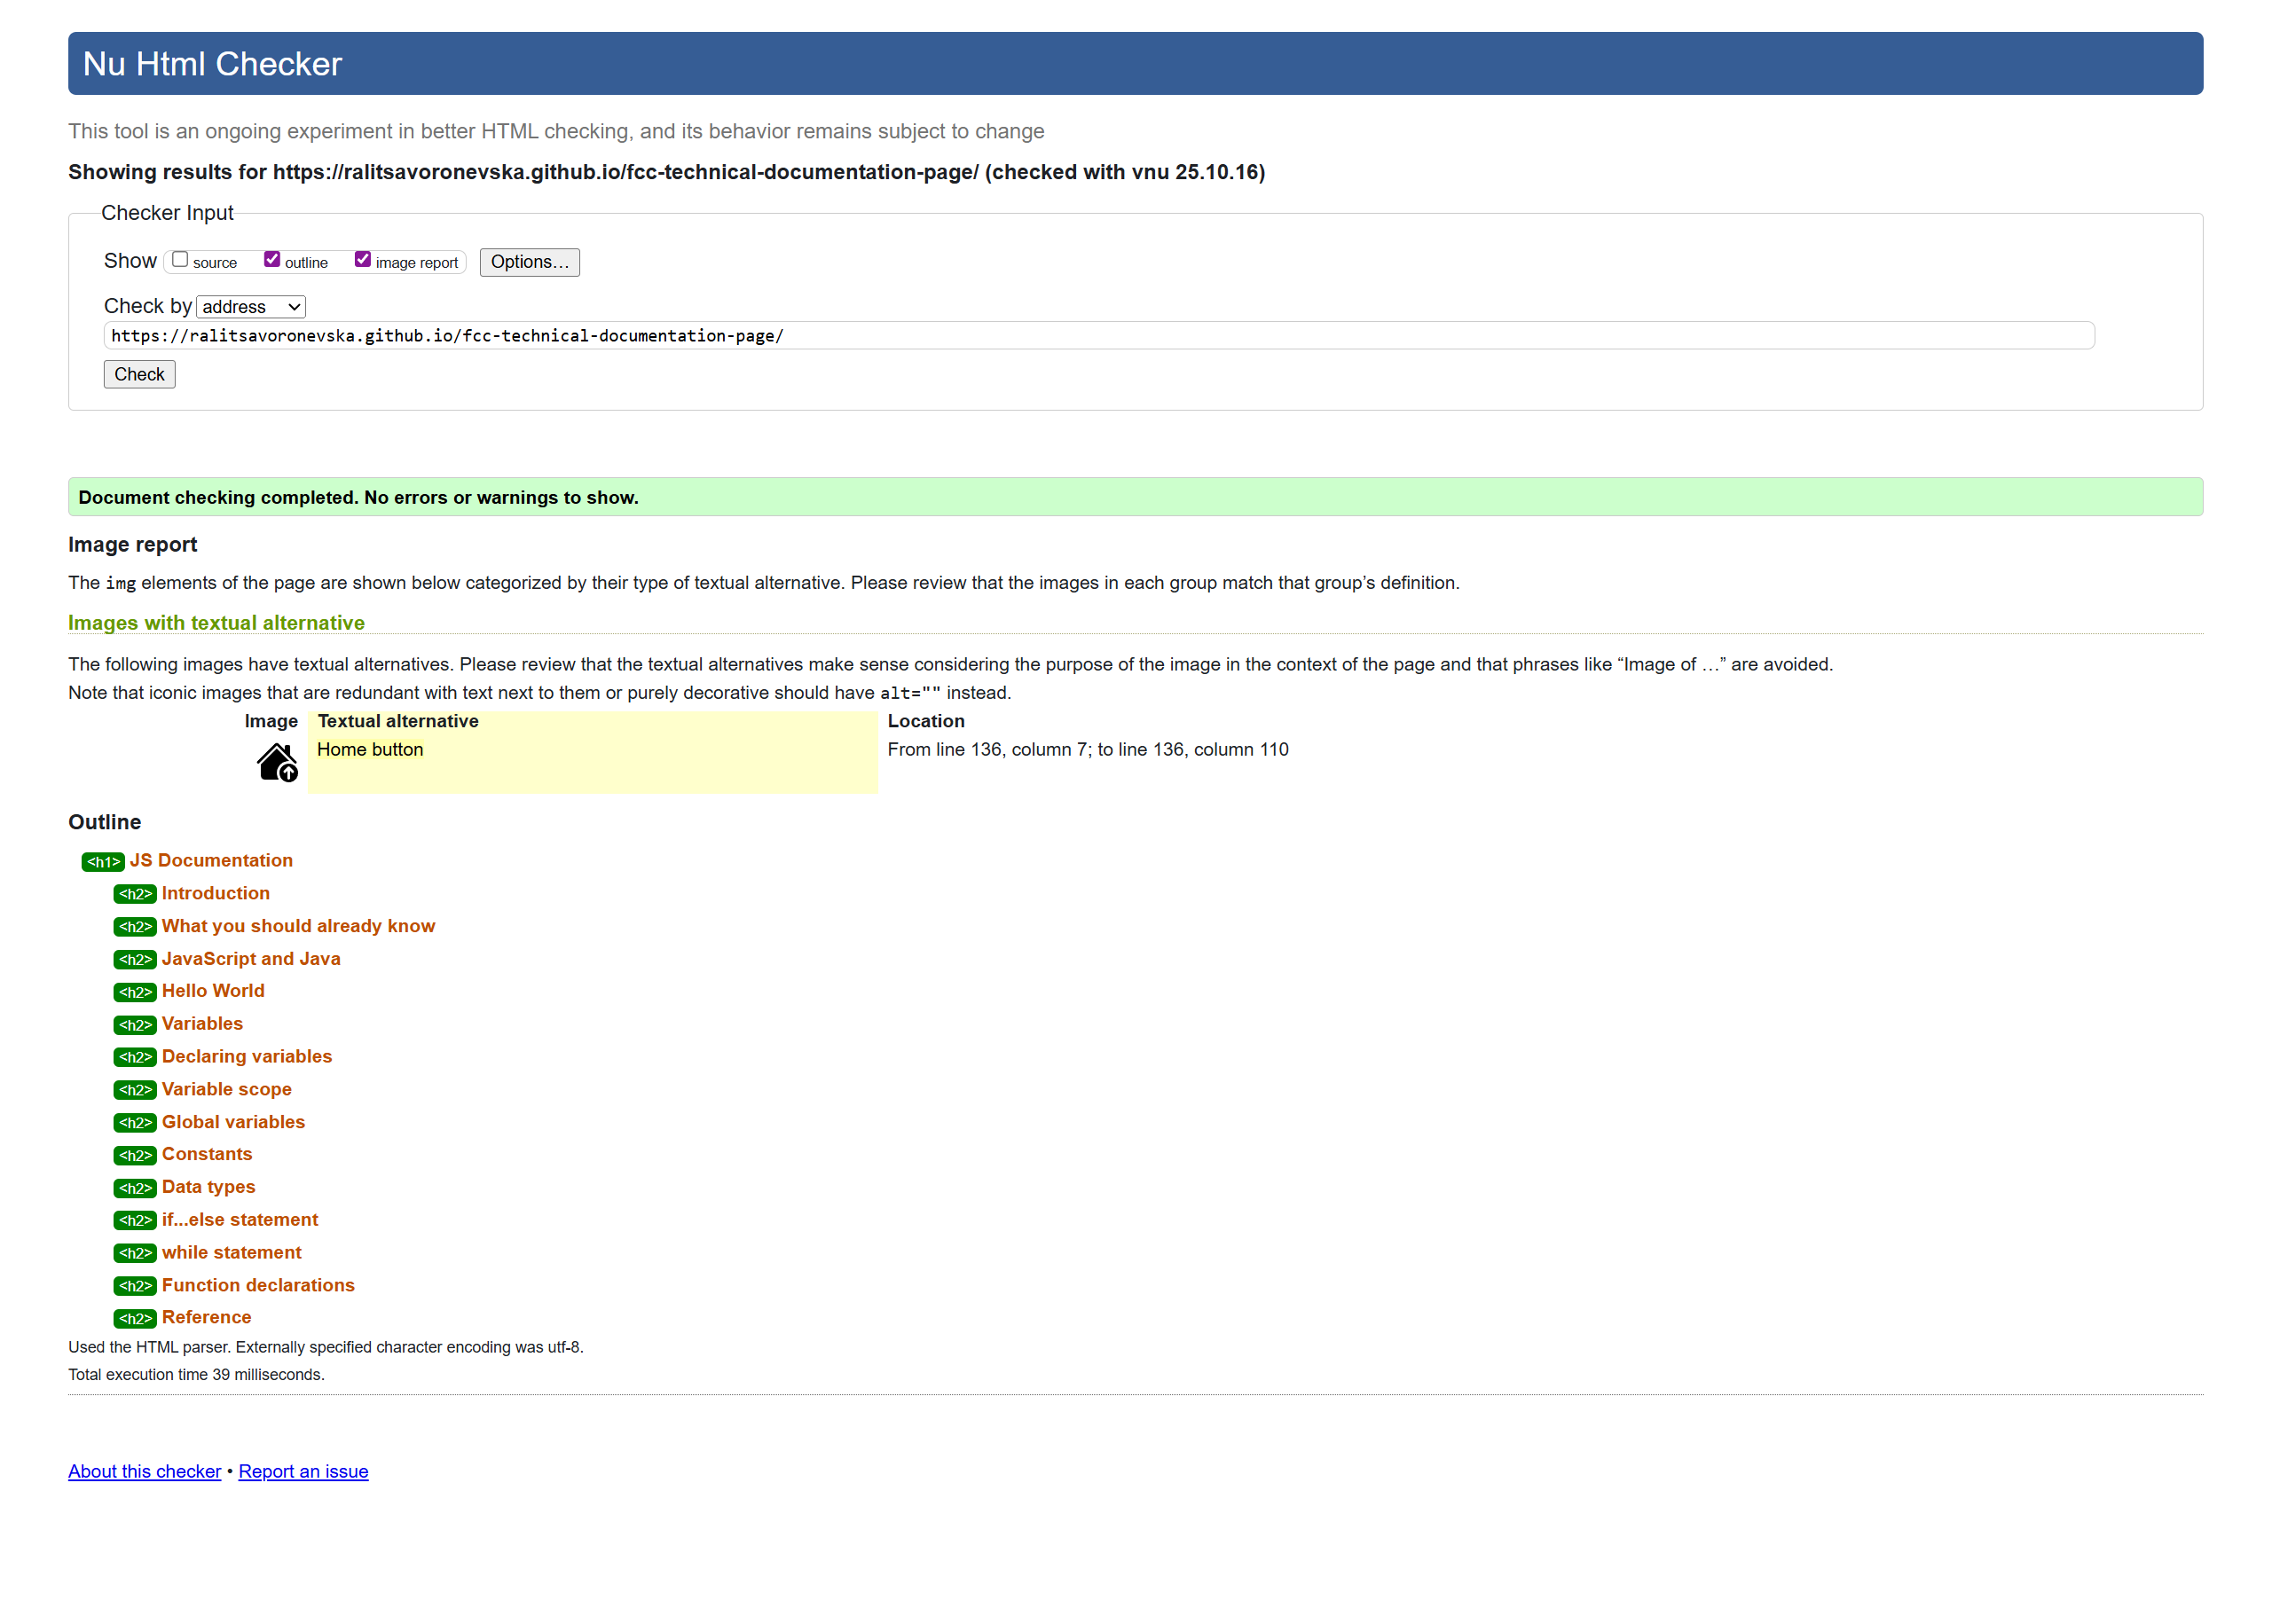 Nu Html Checker
This tool is an ongoing experiment in better HTML checking, and its behavior remains subject to change
Showing results for https://ralitsavoronevska.github.io/fcc-technical-documentation-page/ (checked with vnu 25.10.16)
Checker Input
Show source outline image report Options...
Check by address
https://ralitsavoronevska.github.io/fcc-technical-documentation-page/
Check
Document checking completed. No errors or warnings to show.
Image report
The img elements of the page are shown below categorized by their type of textual alternative. Please review that the images in each group match that group’s definition.
Images with textual alternative
The following images have textual alternatives. Please review that the textual alternatives make sense considering the purpose of the image in the context of the page and that phrases like “Image of …” are avoided.
Note that iconic images that are redundant with text next to them or purely decorative should have alt="" instead.
Image Textual alternative Location
Home button From line 136, column 7; to line 136, column 110
Outline
<h1> JS Documentation
<h2> Introduction
<h2> What you should already know
<h2> JavaScript and Java
<h2> Hello World
<h2> Variables
<h2> Declaring variables
<h2> Variable scope
<h2> Global variables
<h2> Constants
<h2> Data types
<h2> if...else statement
<h2> while statement
<h2> Function declarations
<h2> Reference
Used the HTML parser. Externally specified character encoding was utf-8.
Total execution time 39 milliseconds.
About this checker • Report an issue